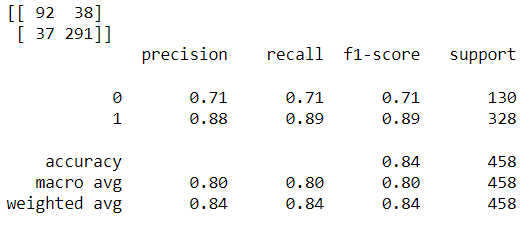 [[ 92  38]
 [ 37 291]]
              precision    recall  f1-score   support

           0       0.71      0.71      0.71       130
           1       0.88      0.89      0.89       328

    accuracy                           0.84       458
   macro avg       0.80      0.80      0.80       458
weighted avg       0.84      0.84      0.84       458